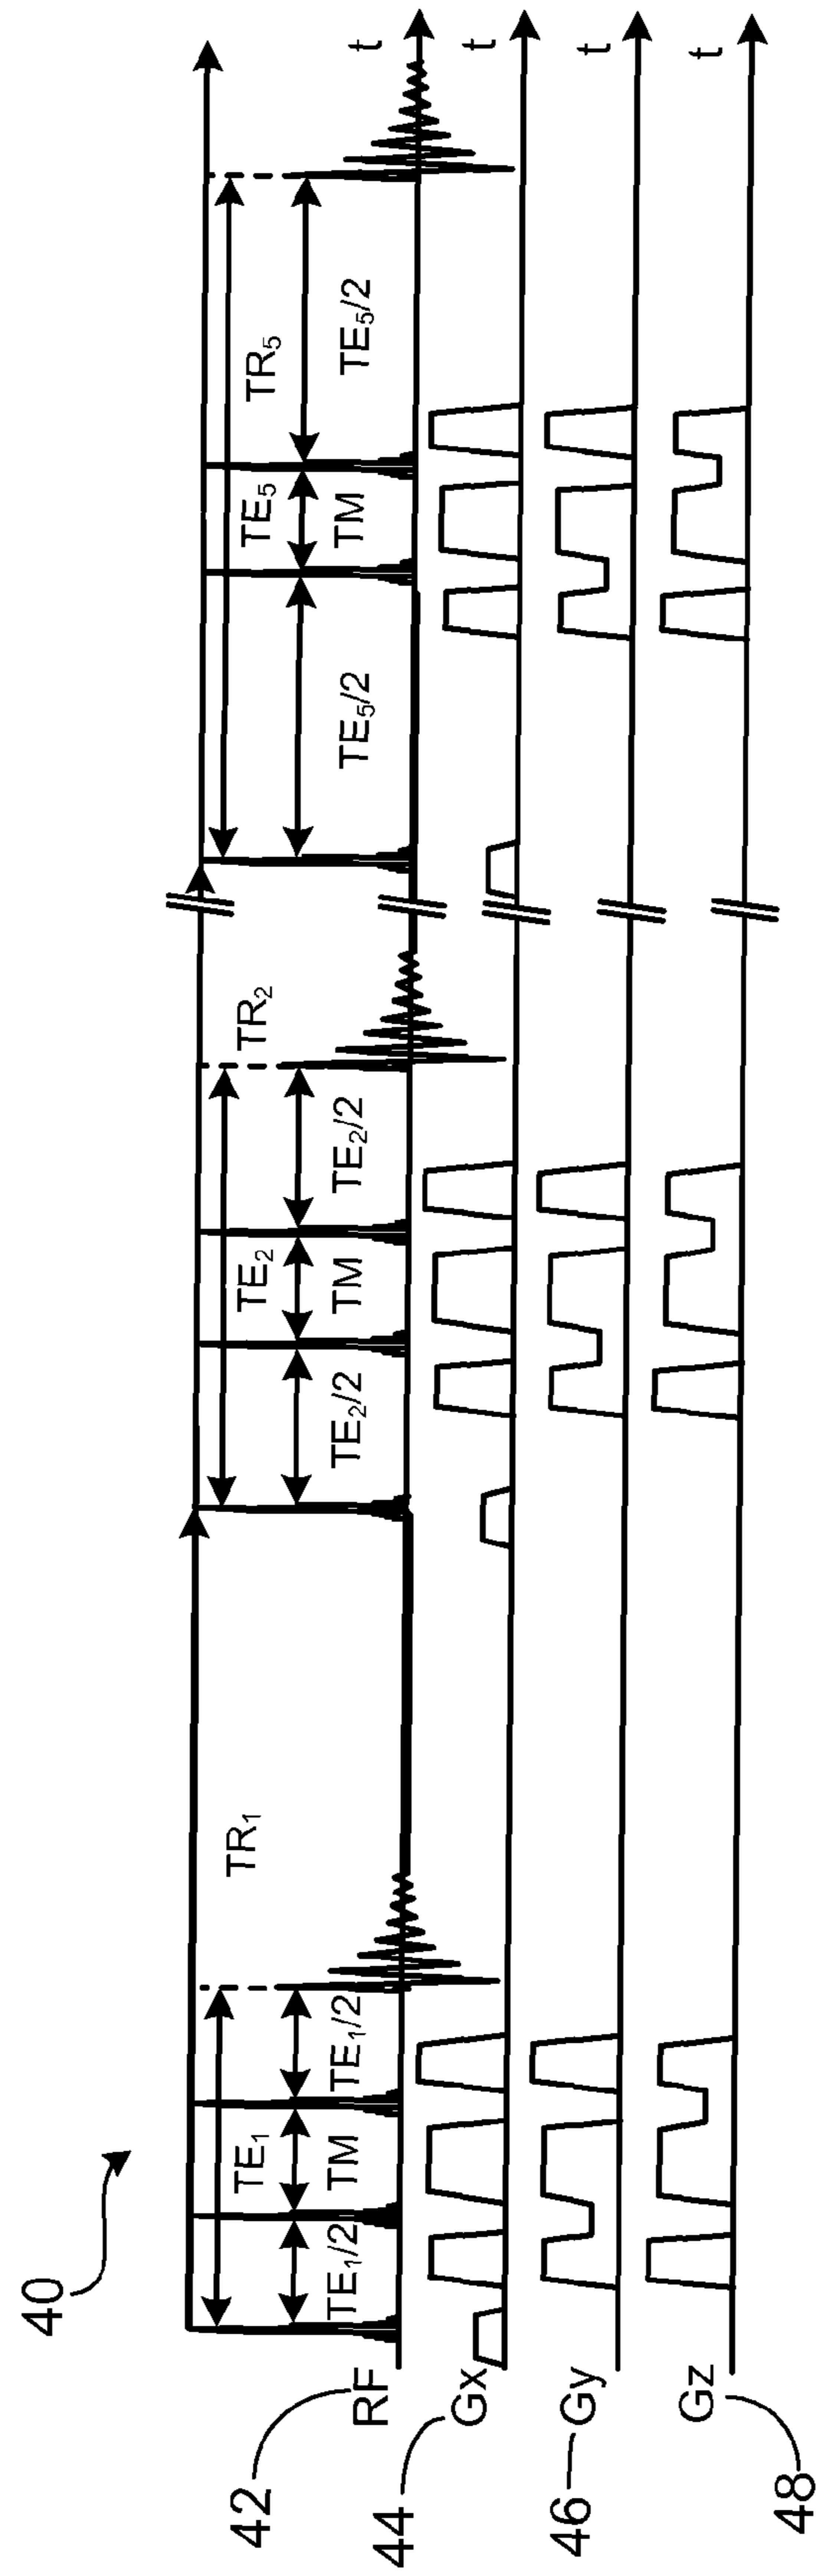 40
TR₁
TR₂
TR₅
TE₁
TE₂
TE₅
TE₁/2
TM
TE₁/2
TE₂/2
TM
TE₂/2
TE₅/2
TM
TE₅/2
42
RF
t
44
Gx
t
46
Gy
t
48
Gz
t